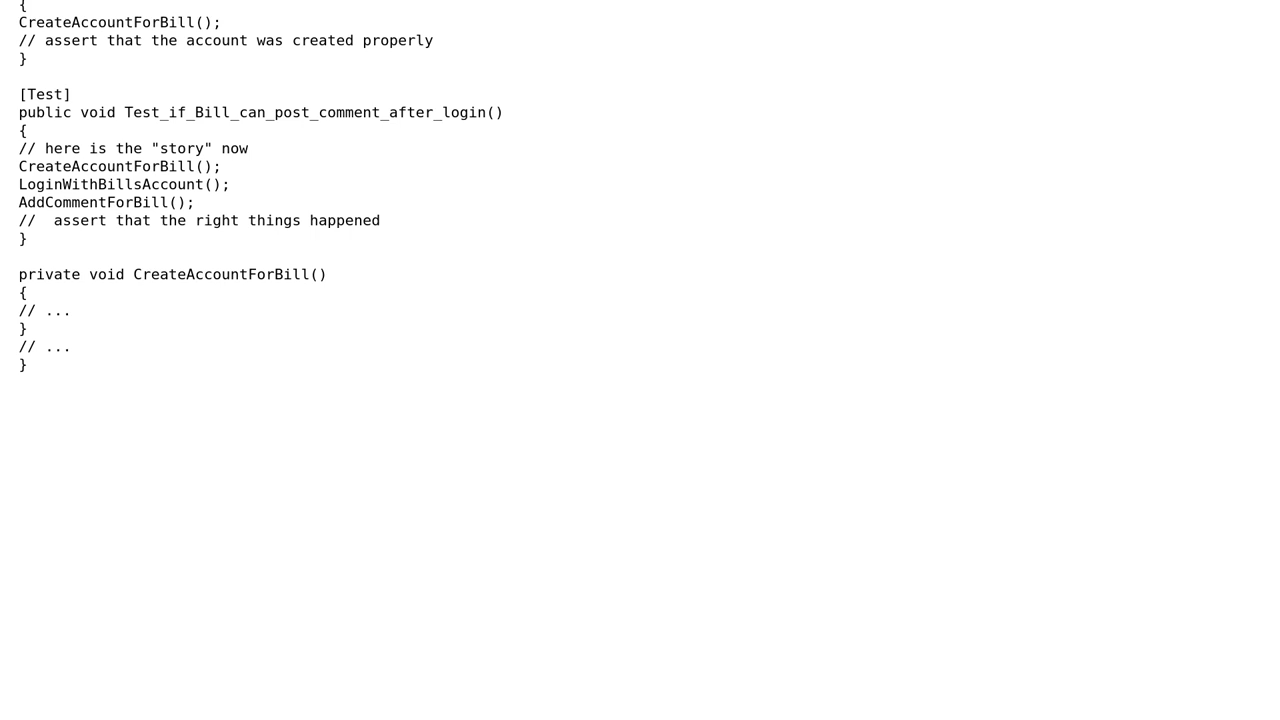 {
CreateAccountForBill();
// assert that the account was created properly
}

[Test]
public void Test_if_Bill_can_post_comment_after_login()
{
// here is the "story" now
CreateAccountForBill();
LoginWithBillsAccount();
AddCommentForBill();
//  assert that the right things happened
}

private void CreateAccountForBill()
{
// ...
}
// ...
}